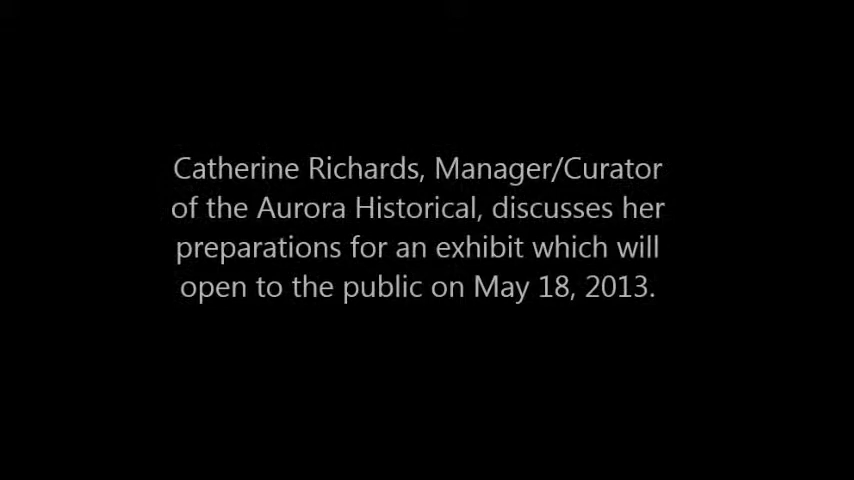 Catherine Richards, Manager/Curator
of the Aurora Historical, discusses her
preparations for an exhibit which will
open to the public on May 18, 2013.